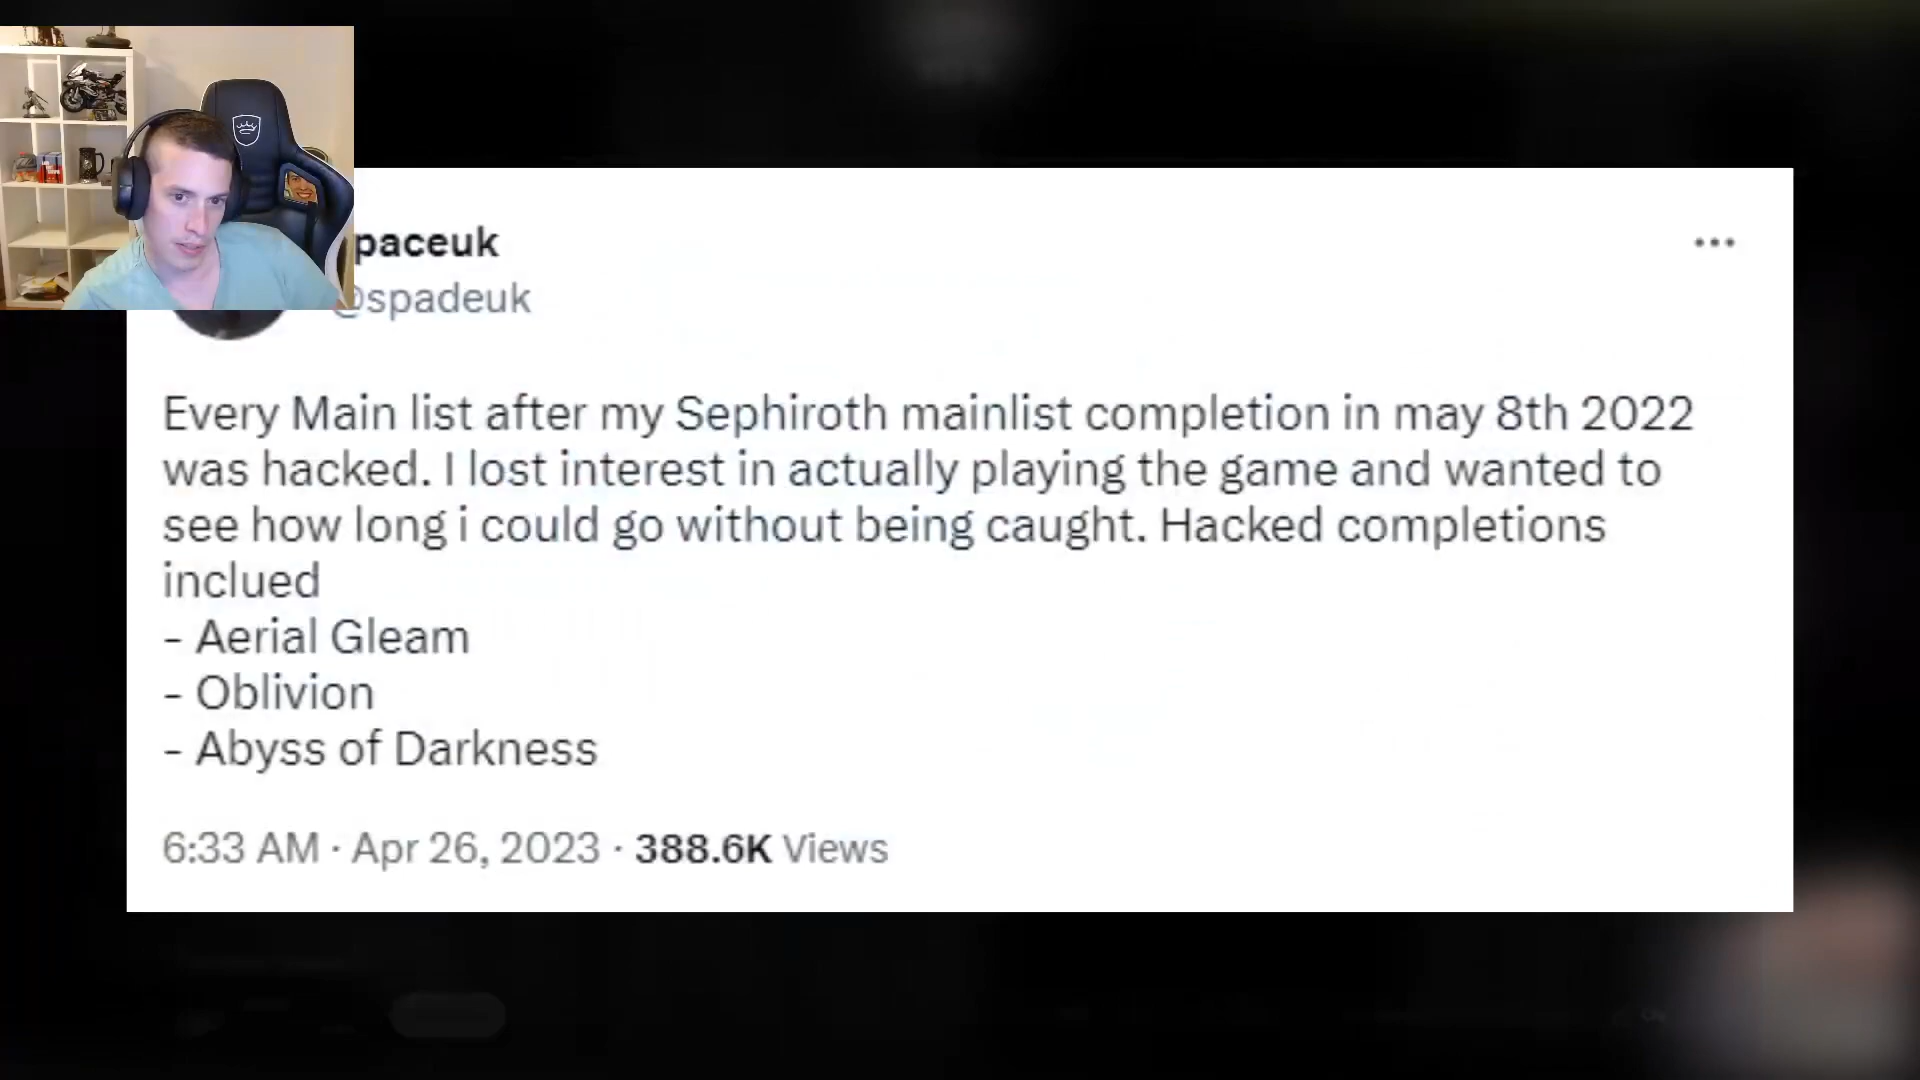 paceuk
@spadeuk
Every Main list after my Sephiroth mainlist completion in may 8th 2022
was hacked. I lost interest in actually playing the game and wanted to
see how long i could go without being caught. Hacked completions
inclued
- Aerial Gleam
- Oblivion
- Abyss of Darkness
6:33 AM · Apr 26, 2023 · 388.6K Views